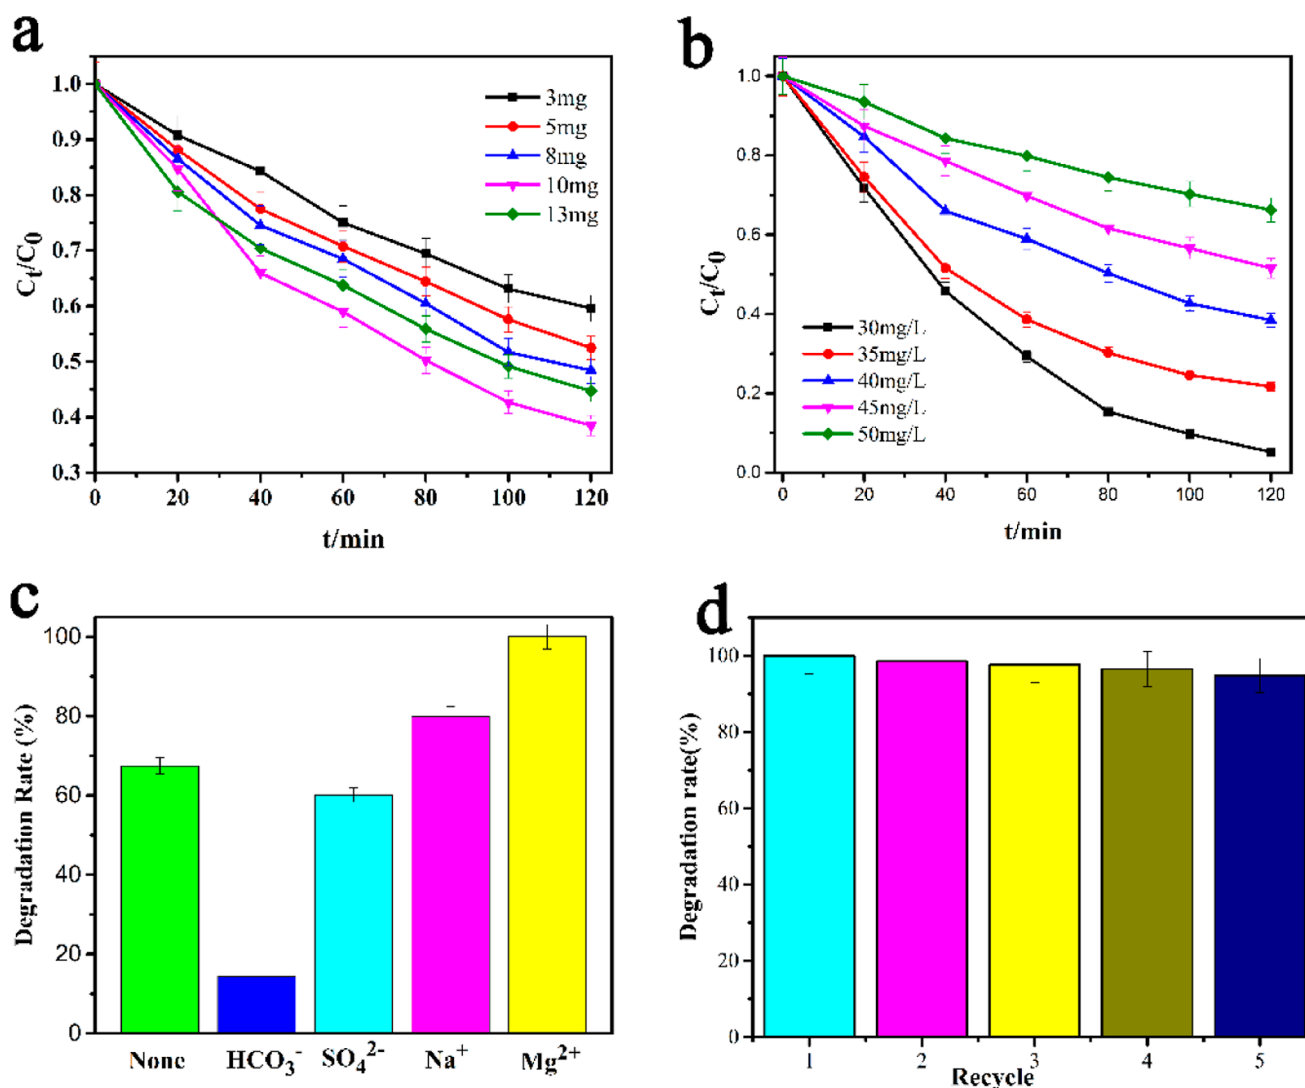 a
C_t/C_0
1.0
0.9
0.8
0.7
0.6
0.5
0.4
0.3
0 20 40 60 80 100 120
t/min
3mg
5mg
8mg
10mg
13mg
b
C_t/C_0
1.0
0.8
0.6
0.4
0.2
0.0
0 20 40 60 80 100 120
t/min
30mg/L
35mg/L
40mg/L
45mg/L
50mg/L
c
Degradation Rate (%)
100
80
60
40
20
0
None HCO₃⁻ SO₄²⁻ Na⁺ Mg²⁺
d
Degradation rate(%)
100
80
60
40
20
0
1 2 3 4 5
Recycle